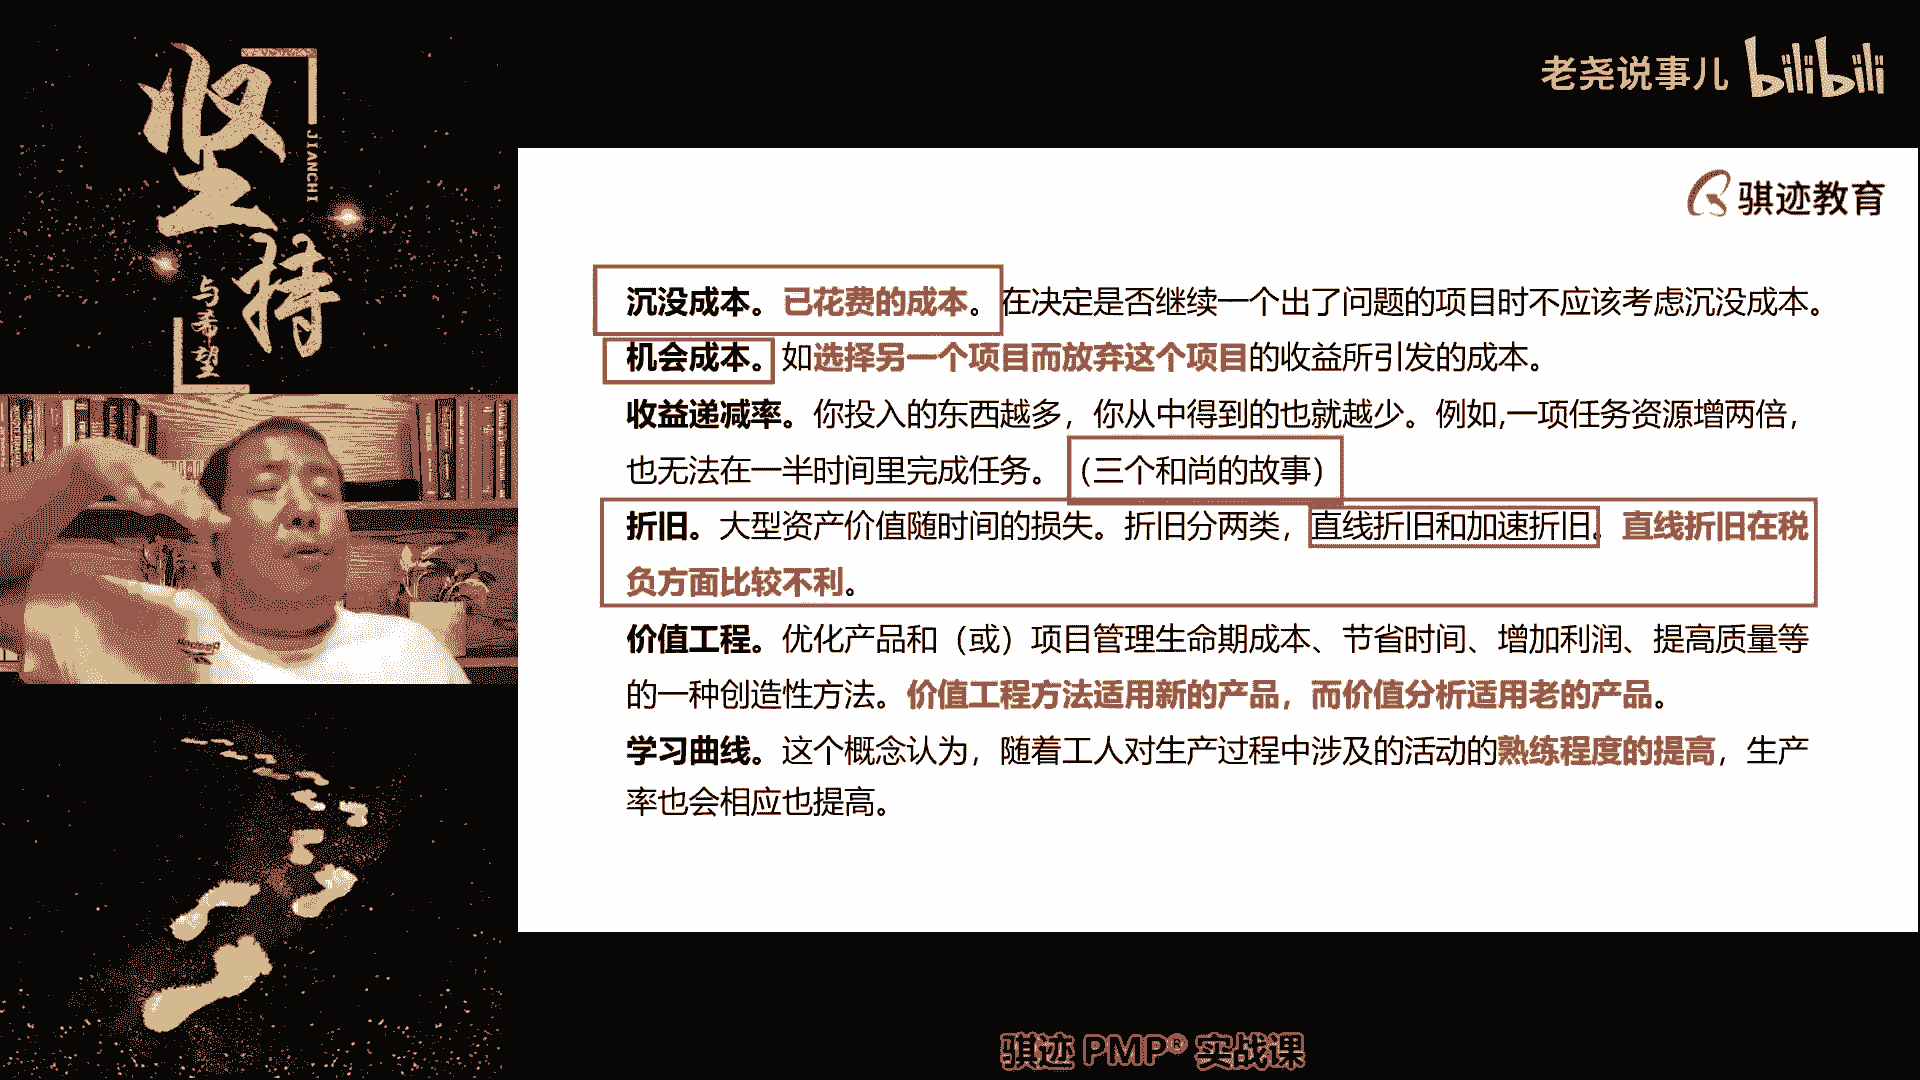 坚持
JIANCHI
与希望
老尧说事儿 bilibili
骐迹教育
沉没成本。已花费的成本。在决定是否继续一个出了问题的项目时不应该考虑沉没成本。
机会成本。如选择另一个项目而放弃这个项目的收益所引发的成本。
收益递减率。你投入的东西越多，你从中得到的也就越少。例如,一项任务资源增两倍，
也无法在一半时间里完成任务。（三个和尚的故事）
折旧。大型资产价值随时间的损失。折旧分两类，直线折旧和加速折旧。直线折旧在税
负方面比较不利。
价值工程。优化产品和（或）项目管理生命期成本、节省时间、增加利润、提高质量等
的一种创造性方法。价值工程方法适用新的产品，而价值分析适用老的产品。
学习曲线。这个概念认为，随着工人对生产过程中涉及的活动的熟练程度的提高，生产
率也会相应也提高。
骐迹 PMP® 实战课